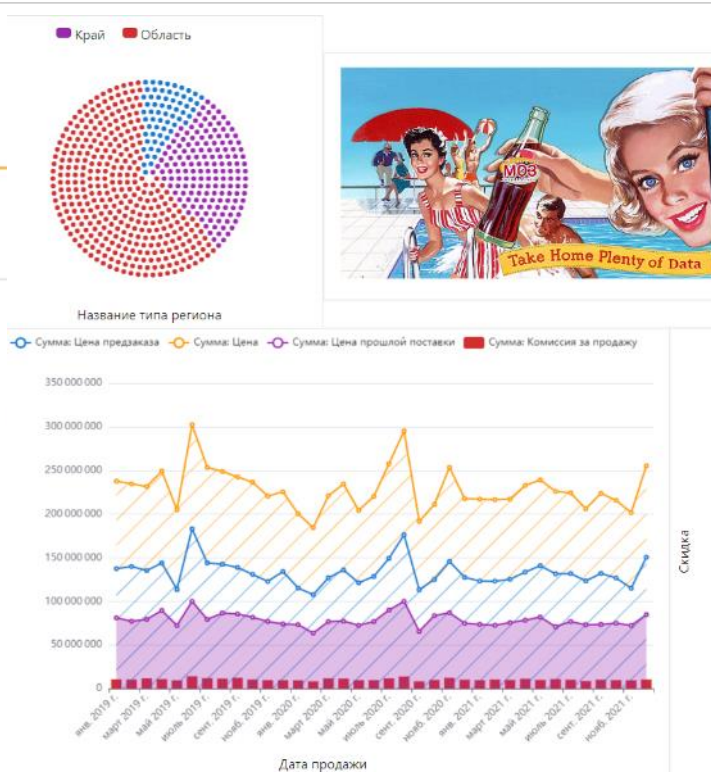 Край Область
Название типа региона
МОЗ
Take Home Plenty of Data
Сумма: Цена предзаказа Сумма: Цена Сумма: Цена прошлой поставки Сумма: Комиссия за продажу
350 000 000
300 000 000
250 000 000
200 000 000
150 000 000
100 000 000
50 000 000
0
янв. 2019 г. март 2019 г. май 2019 г. июль 2019 г. сент. 2019 г. нояб. 2019 г. янв. 2020 г. март 2020 г. май 2020 г. июль 2020 г. сент. 2020 г. нояб. 2020 г. янв. 2021 г. март 2021 г. май 2021 г. июль 2021 г. сент. 2021 г. нояб. 2021 г.
Дата продажи
Скидка